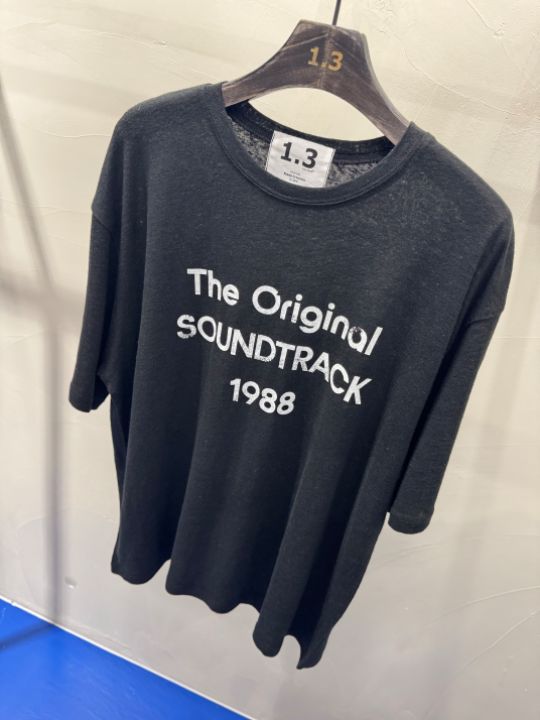 1.3
1.3
The Original
SOUNDTRACK
1988